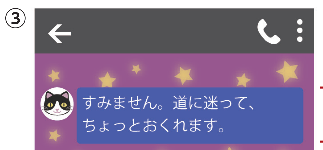 ③
すみません。道に迷って、
ちょっとおくれます。